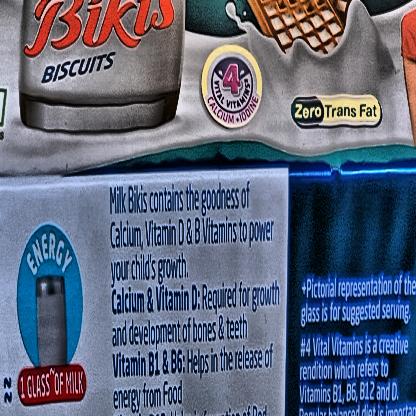 Bikis
BISCUITS
4
VITAL VITAMINS#
CALCIUM + IODINE
Zero Trans Fat
Milk Bikis contains the goodness of
Calcium, Vitamin D & B Vitamins to power
your child's growth.
Calcium & Vitamin D: Required for growth
and development of bones & teeth
Vitamin B1 & B6: Helps in the release of
energy from Food
ENERGY
1 GLASS OF MILK
+Pictorial representation of the
glass is for suggested serving.
#4 Vital Vitamins is a creative
rendition which refers to
Vitamins B1, B6, B12 and D.